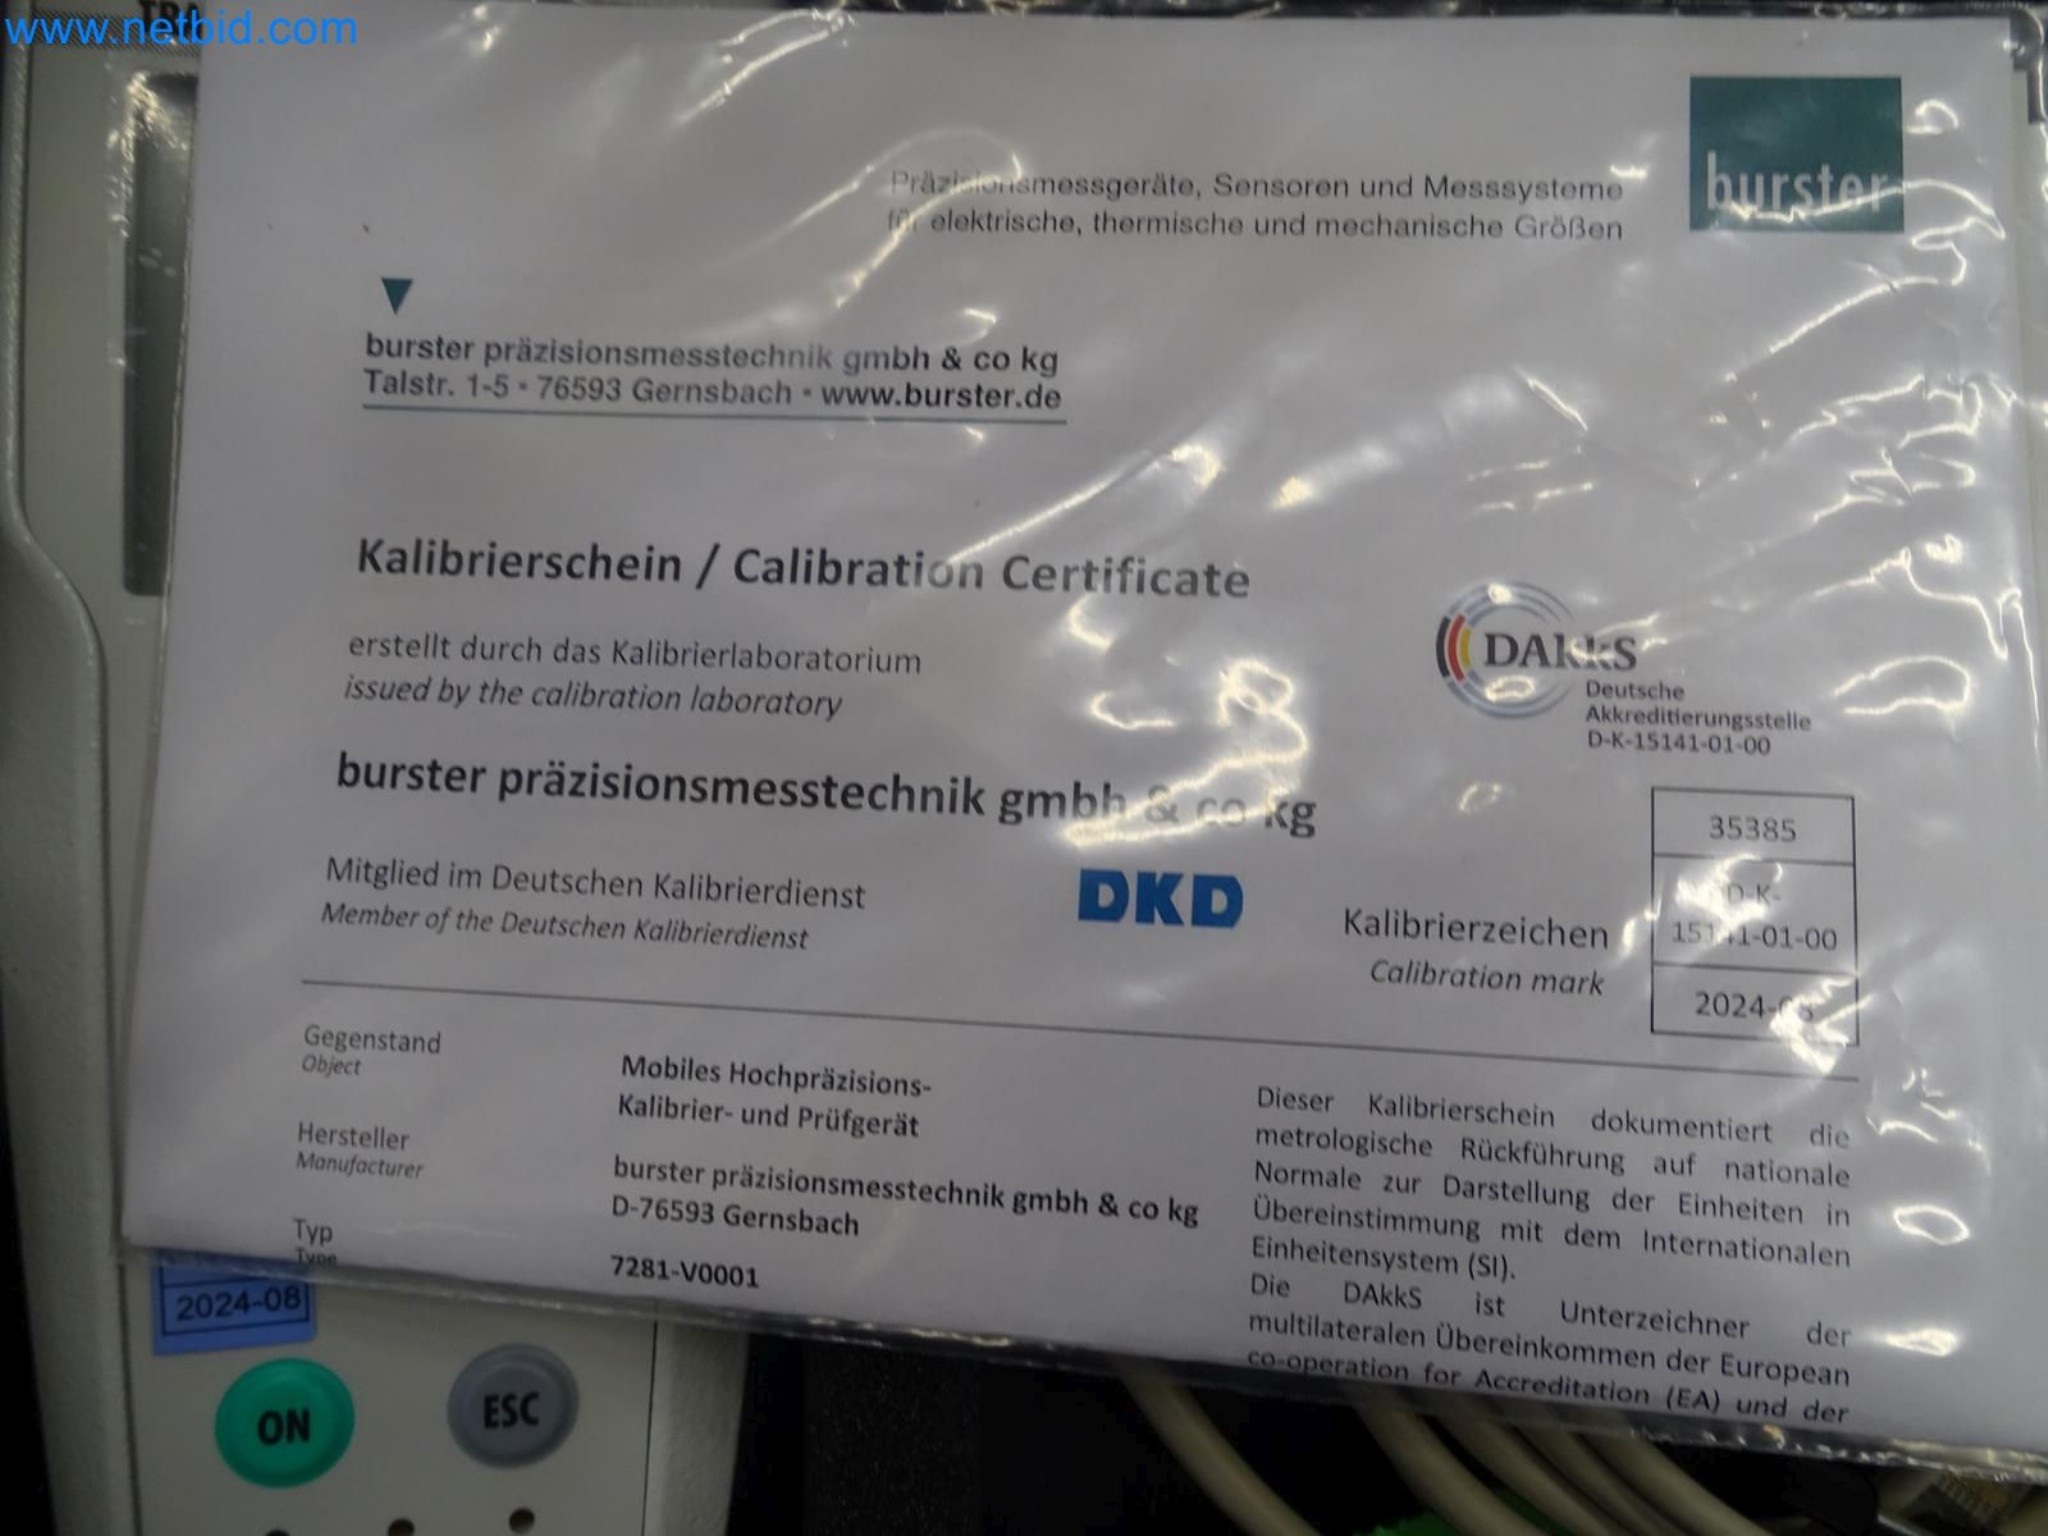 www.netbid.com
Präzisionsmessgeräte, Sensoren und Messsysteme
für elektrische, thermische und mechanische Größen
burster
burster präzisionsmesstechnik gmbh & co kg
Talstr. 1-5 • 76593 Gernsbach • www.burster.de
Kalibrierschein / Calibration Certificate
erstellt durch das Kalibrierlaboratorium
issued by the calibration laboratory
DAkkS
Deutsche
Akkreditierungsstelle
D-K-15141-01-00
burster präzisionsmesstechnik gmbh & co kg
Mitglied im Deutschen Kalibrierdienst
Member of the Deutschen Kalibrierdienst
DKD
Kalibrierzeichen
Calibration mark
35385
D-K-
15141-01-00
Gegenstand
Object
Mobiles Hochpräzisions-
Kalibrier- und Prüfgerät
Hersteller
Manufacturer
burster präzisionsmesstechnik gmbh & co kg
D-76593 Gernsbach
Typ
Type
7281-V0001
Dieser Kalibrierschein dokumentiert die
metrologische Rückführung auf nationale
Normale zur Darstellung der Einheiten in
Übereinstimmung mit dem Internationalen
Einheitensystem (SI).
Die DAkkS ist Unterzeichner der
multilateralen Übereinkommen der European
co-operation for Accreditation (EA) und der
2024-08
ON
ESC